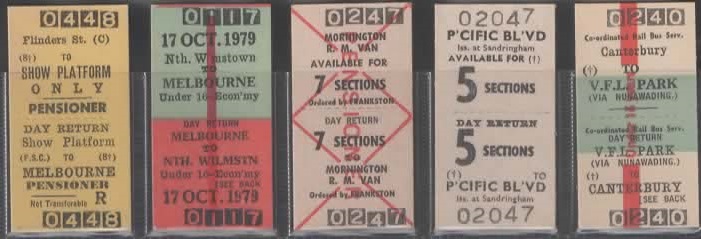 0448
Flinders St. (C)
(8†) TO
SHOW PLATFORM
ONLY
PENSIONER
DAY RETURN
Show Platform
(F.S.C.) TO (8†)
MELBOURNE
PENSIONER
R
Not Transferable
0448
0117
17 OCT. 1979
Nth. Wlmstown
TO
MELBOURNE
Under 16-Econ'my
DAY RETURN
MELBOURNE
TO
NTH. WILMSTN
Under 16-Econ'my
[SEE BACK
17 OCT. 1979
0117
0247
MORNINGTON
R. M. VAN
AVAILABLE FOR
7 SECTIONS
Ordered by FRANKSTON
DAY RETURN
7 SECTIONS
TO
MORNINGTON
R. M. VAN
Ordered by FRANKSTON
0247
02047
P'CIFIC BL'VD
Iss. at Sandringham
AVAILABLE FOR (†)
5 SECTIONS
DAY RETURN
5 SECTIONS
(†) TO
P'CIFIC BL'VD
Iss. at Sandringham
02047
0240
Co-ordinated Rail Bus Serv.
Canterbury
(†) TO
V.F.L. PARK
(VIA NUNAWADING.)
Co-ordinated Rail Bus Serv.
DAY RETURN
V.F.L. PARK
(VIA NUNAWADING.)
(†) TO
CANTERBURY
[SEE BACK
0240